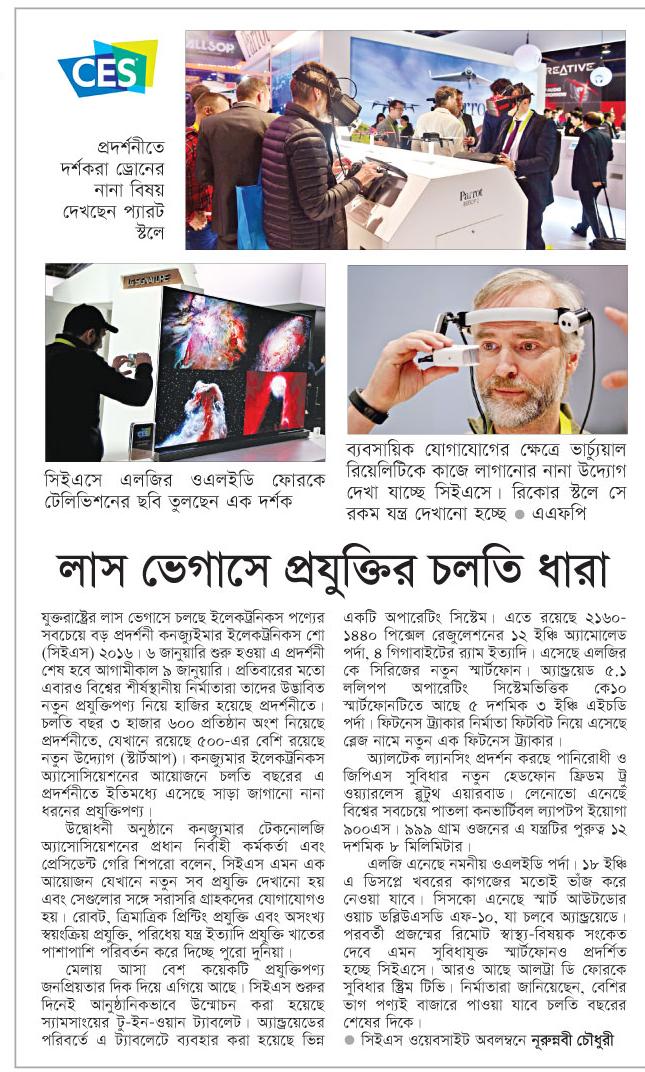 CES
ALLSOP
Parrot
CREATIVE
Parrot
প্রদর্শনীতে
দর্শকরা ড্রোনের
নানা বিষয়
দেখছেন প্যারট
স্টলে
LG SIGNATURE
সিইএসে এলজির ওএলইডি ফোরকে
টেলিভিশনের ছবি তুলছেন এক দর্শক
ব্যবসায়িক যোগাযোগের ক্ষেত্রে ভার্চ্যুয়াল
রিয়েলিটিকে কাজে লাগানোর নানা উদ্যোগ
দেখা যাচ্ছে সিইএসে। রিকোর স্টলে সে
রকম যন্ত্র দেখানো হচ্ছে ● এএফপি
লাস ভেগাসে প্রযুক্তির চলতি ধারা
যুক্তরাষ্ট্রের লাস ভেগাসে চলছে ইলেকট্রনিকস পণ্যের
সবচেয়ে বড় প্রদর্শনী কনজ্যুইমার ইলেকট্রনিকস শো
(সিইএস) ২০১৬। ৬ জানুয়ারি শুরু হওয়া এ প্রদর্শনী
শেষ হবে আগামীকাল ৯ জানুয়ারি। প্রতিবারের মতো
এবারও বিশ্বের শীর্ষস্থানীয় নির্মাতারা তাদের উদ্ভাবিত
নতুন প্রযুক্তিপণ্য নিয়ে হাজির হয়েছে প্রদর্শনীতে।
চলতি বছর ৩ হাজার ৬০০ প্রতিষ্ঠান অংশ নিয়েছে
প্রদর্শনীতে, যেখানে রয়েছে ৫০০-এর বেশি রয়েছে
নতুন উদ্যোগ (স্টার্টআপ)। কনজ্যুমার ইলেকট্রনিকস
অ্যাসোসিয়েশনের আয়োজনে চলতি বছরের এ
প্রদর্শনীতে ইতিমধ্যে এসেছে সাড়া জাগানো নানা
ধরনের প্রযুক্তিপণ্য।
উদ্বোধনী অনুষ্ঠানে কনজ্যুমার টেকনোলজি
অ্যাসোসিয়েশনের প্রধান নির্বাহী কর্মকর্তা এবং
প্রেসিডেন্ট গেরি শিপরো বলেন, সিইএস এমন এক
আয়োজন যেখানে নতুন সব প্রযুক্তি দেখানো হয়
এবং সেগুলোর সঙ্গে সরাসরি গ্রাহকদের যোগাযোগও
হয়। রোবট, ত্রিমাত্রিক প্রিন্টিং প্রযুক্তি এবং অসংখ্য
স্বয়ংক্রিয় প্রযুক্তি, পরিধেয় যন্ত্র ইত্যাদি প্রযুক্তি খাতের
পাশাপাশি পরিবর্তন করে দিচ্ছে পুরো দুনিয়া।
মেলায় আসা বেশ কয়েকটি প্রযুক্তিপণ্য
জনপ্রিয়তার দিক দিয়ে এগিয়ে আছে। সিইএস শুরুর
দিনেই আনুষ্ঠানিকভাবে উন্মোচন করা হয়েছে
স্যামসাংয়ের টু-ইন-ওয়ান ট্যাবলেট। অ্যান্ড্রয়েডের
পরিবর্তে এ ট্যাবলেটে ব্যবহার করা হয়েছে ভিন্ন
একটি অপারেটিং সিস্টেম। এতে রয়েছে ২১৬০-
১৪৪০ পিক্সেল রেজুলেশনের ১২ ইঞ্চি অ্যামোলেড
পর্দা, ৪ গিগাবাইটের র‍্যাম ইত্যাদি। এসেছে এলজির
কে সিরিজের নতুন স্মার্টফোন। অ্যান্ড্রয়েড ৫.১
ললিপপ অপারেটিং সিস্টেমভিত্তিক কে১০
স্মার্টফোনটিতে আছে ৫ দশমিক ৩ ইঞ্চি এইচডি
পর্দা। ফিটনেস ট্র্যাকার নির্মাতা ফিটবিট নিয়ে এসেছে
ব্লেজ নামে নতুন এক ফিটনেস ট্র্যাকার।
অ্যালটেক ল্যানসিং প্রদর্শন করছে পানিরোধী ও
জিপিএস সুবিধার নতুন হেডফোন ফ্রিডম ট্রু
ওয়্যারলেস ব্লুটুথ এয়ারবাড। লেনোভো এনেছে
বিশ্বের সবচেয়ে পাতলা কনভার্টিবল ল্যাপটপ ইয়োগা
৯০০এস। ৯৯৯ গ্রাম ওজনের এ যন্ত্রটির পুরুত্ব ১২
দশমিক ৮ মিলিমিটার।
এলজি এনেছে নমনীয় ওএলইডি পর্দা। ১৮ ইঞ্চি
এ ডিসপ্লে খবরের কাগজের মতোই ভাঁজ করে
নেওয়া যাবে। সিসকো এনেছে স্মার্ট আউটডোর
ওয়াচ ডব্লিউএসডি এফ-১০, যা চলবে অ্যান্ড্রয়েডে।
পরবর্তী প্রজন্মের রিমোট স্বাস্থ্য-বিষয়ক সংকেত
দেবে এমন সুবিধাযুক্ত স্মার্টফোনও প্রদর্শিত
হচ্ছে সিইএসে। আরও আছে আলট্রা ডি ফোরকে
সুবিধার স্ট্রিম টিভি। নির্মাতারা জানিয়েছেন, বেশির
ভাগ পণ্যই বাজারে পাওয়া যাবে চলতি বছরের
শেষের দিকে।
● সিইএস ওয়েবসাইট অবলম্বনে নূরুন্নবী চৌধুরী